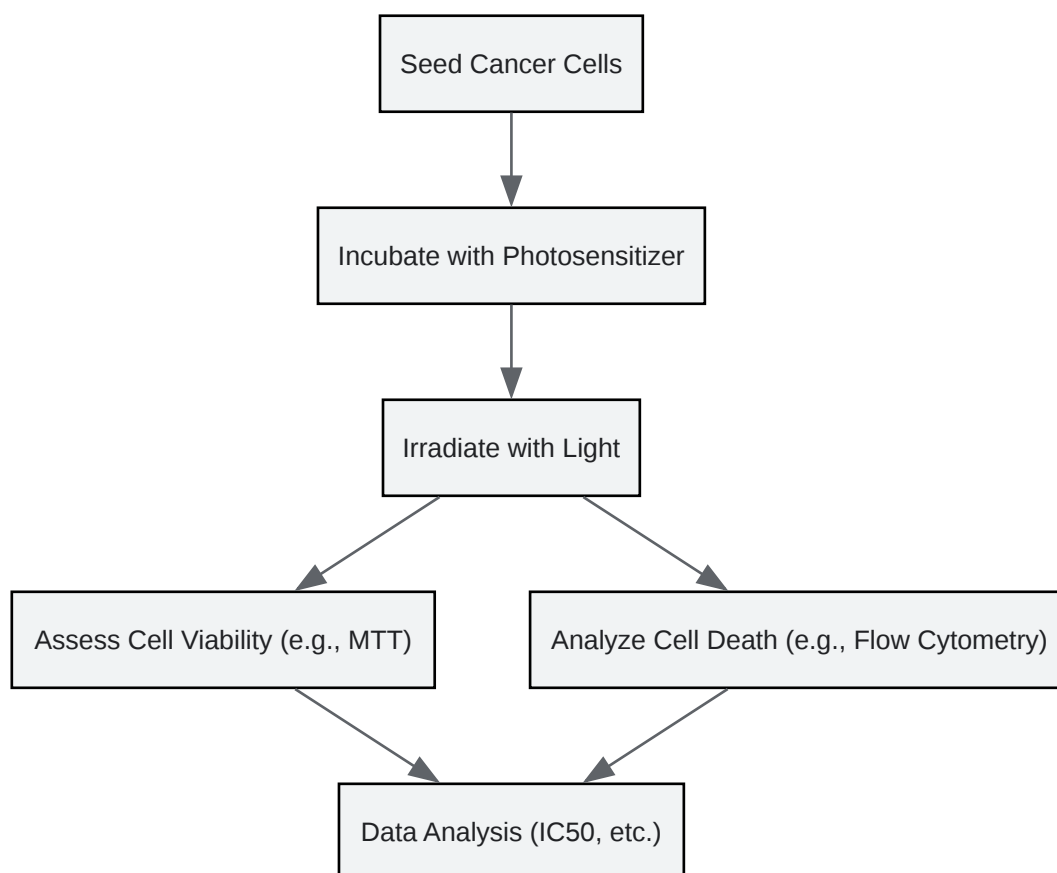 Seed Cancer Cells
Incubate with Photosensitizer
Irradiate with Light
Assess Cell Viability (e.g., MTT)
Analyze Cell Death (e.g., Flow Cytometry)
Data Analysis (IC50, etc.)